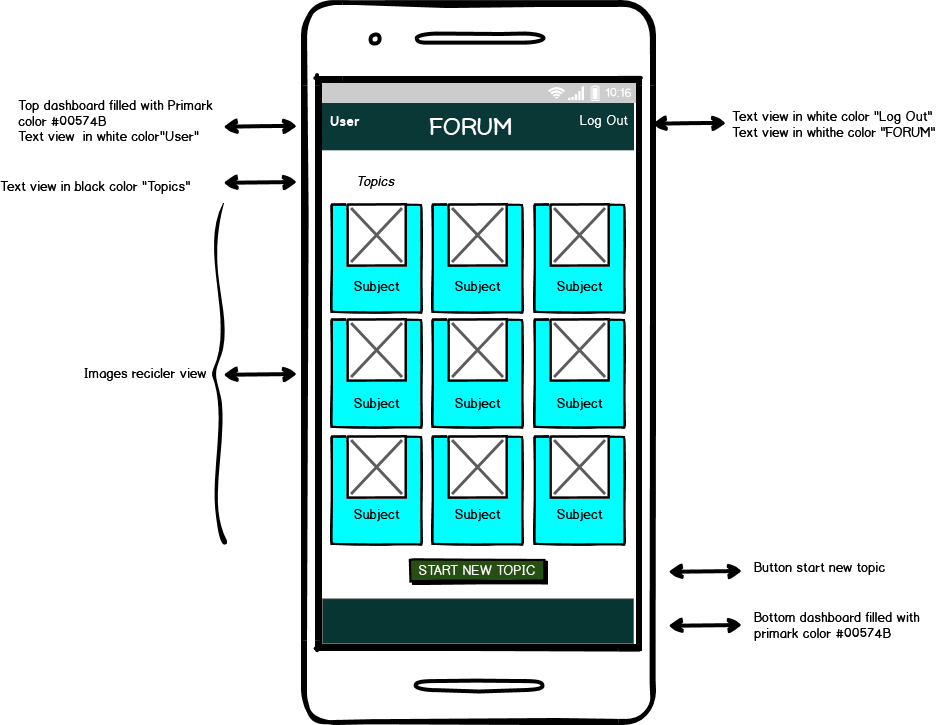 10:16
Top dashboard filled with Primark
color #00574B
Text view in white color"User"
User
FORUM
Log Out
Text view in white color "Log Out"
Text view in whithe color "FORUM"
Text view in black color "Topics"
Topics
Subject
Subject
Subject
Images recicler view
Subject
Subject
Subject
Subject
Subject
Subject
START NEW TOPIC
Button start new topic
Bottom dashboard filled with
primark color #00574B